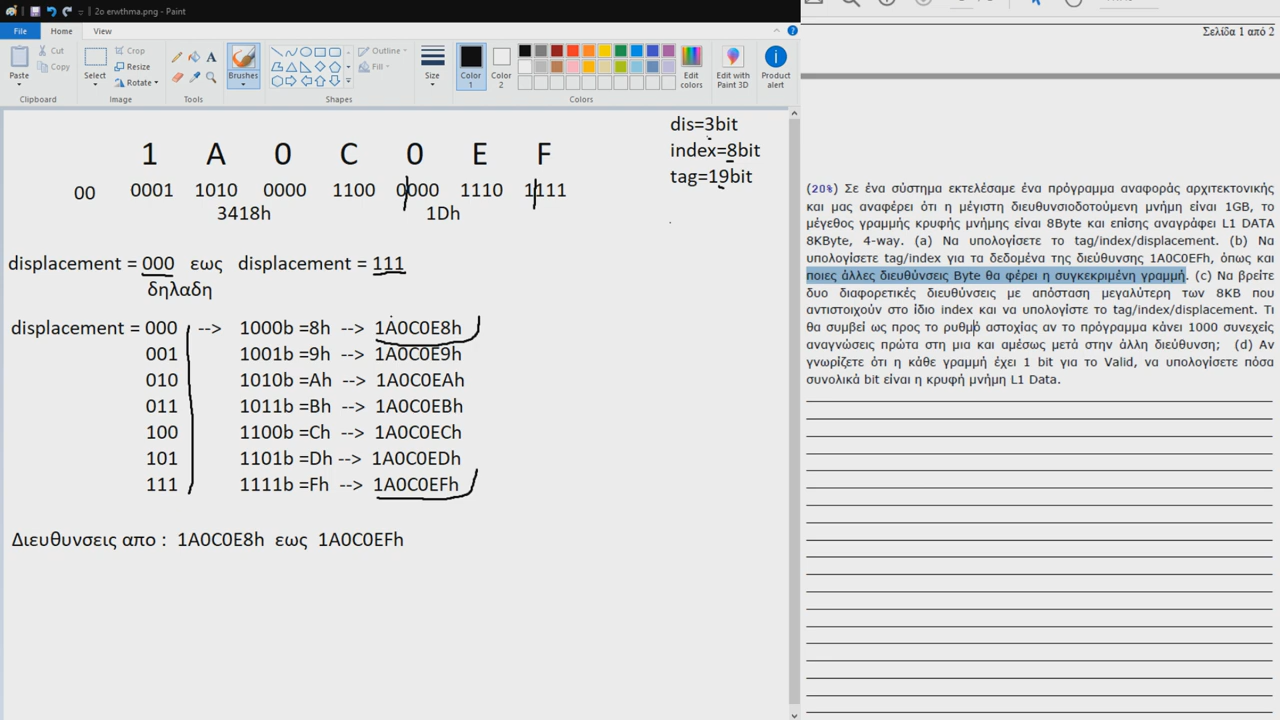 2o erwthma.png - Paint
File Home View
Paste Cut Copy Clipboard
Select Crop Resize Rotate Image
Tools
Brushes
Outline Fill Shapes
Size
Color 1 Color 2 Edit colors Colors
Edit with Paint 3D
Product alert
1 A 0 C 0 E F
00 0001 1010 0000 1100 0000 1110 1111
3418h 1Dh
dis=3bit
index=8bit
tag=19bit
displacement = 000 εως displacement = 111
δηλαδη
displacement = 000 --> 1000b =8h --> 1A0C0E8h
001 1001b =9h --> 1A0C0E9h
010 1010b =Ah --> 1A0C0EAh
011 1011b =Bh --> 1A0C0EBh
100 1100b =Ch --> 1A0C0ECh
101 1101b =Dh --> 1A0C0EDh
111 1111b =Fh --> 1A0C0EFh
Διευθυνσεις απο : 1A0C0E8h εως 1A0C0EFh
Σελίδα 1 από 2
(20%) Σε ένα σύστημα εκτελέσαμε ένα πρόγραμμα αναφοράς αρχιτεκτονικής
και μας αναφέρει ότι η μέγιστη διευθυνσιοδοτούμενη μνήμη είναι 1GB, το
μέγεθος γραμμής κρυφής μνήμης είναι 8Byte και επίσης αναγράφει L1 DATA
8KByte, 4-way. (a) Να υπολογίσετε το tag/index/displacement. (b) Να
υπολογίσετε tag/index για τα δεδομένα της διεύθυνσης 1A0C0EFh, όπως και
ποιες άλλες διευθύνσεις Byte θα φέρει η συγκεκριμένη γραμμή. (c) Να βρείτε
δυο διαφορετικές διευθύνσεις με απόσταση μεγαλύτερη των 8KB που
αντιστοιχούν στο ίδιο index και να υπολογίστε το tag/index/displacement. Τι
θα συμβεί ως προς το ρυθμό αστοχίας αν το πρόγραμμα κάνει 1000 συνεχείς
αναγνώσεις πρώτα στη μια και αμέσως μετά στην άλλη διεύθυνση; (d) Αν
γνωρίζετε ότι η κάθε γραμμή έχει 1 bit για το Valid, να υπολογίσετε πόσα
συνολικά bit είναι η κρυφή μνήμη L1 Data.